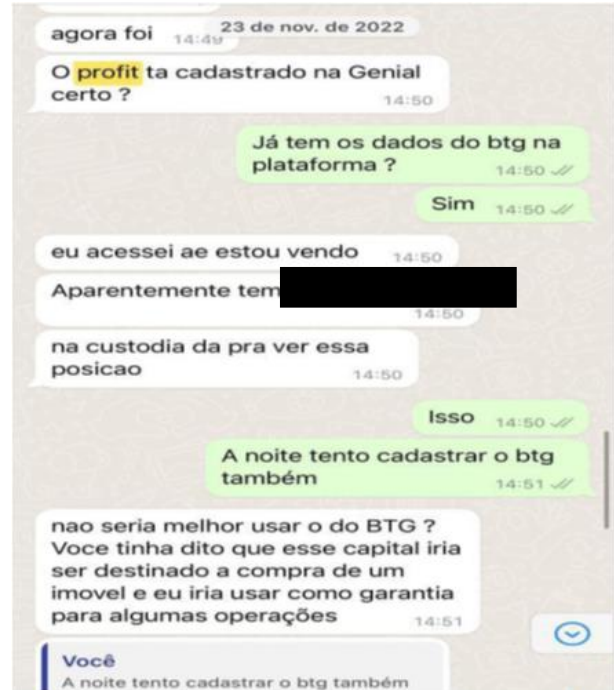 23 de nov. de 2022
agora foi 14:49
O profit ta cadastrado na Genial
certo ?
14:50
Já tem os dados do btg na
plataforma ?
14:50
Sim 14:50
eu acessei ae estou vendo 14:50
Aparentemente tem
14:50
na custodia da pra ver essa
posicao
14:50
Isso 14:50
A noite tento cadastrar o btg
também
14:51
nao seria melhor usar o do BTG ?
Voce tinha dito que esse capital iria
ser destinado a compra de um
imovel e eu iria usar como garantia
para algumas operações
14:51
Você
A noite tento cadastrar o btg também